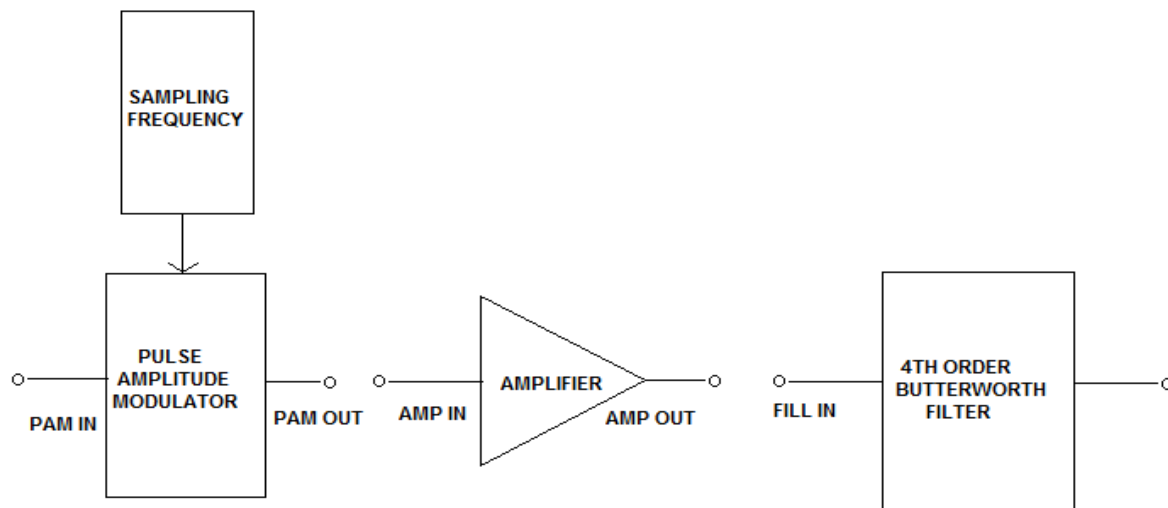 SAMPLING
FREQUENCY
PULSE
AMPLITUDE
MODULATOR
PAM IN
PAM OUT
AMP IN
AMPLIFIER
AMP OUT
FILL IN
4TH ORDER
BUTTERWORTH
FILTER